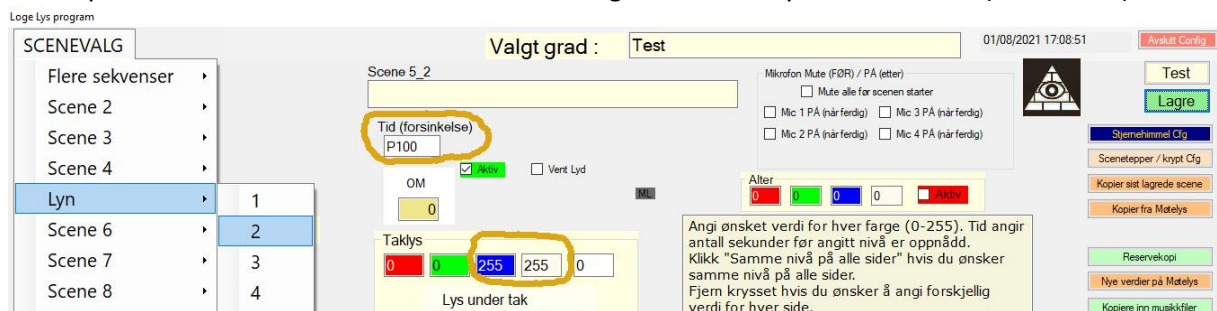 Loge Lys program
SCENEVALG
Valgt grad :
Test
01/08/2021 17:08:51
Avslutt Config
Flere sekvenser
Scene 2
Scene 3
Scene 4
Lyn
Scene 6
Scene 7
Scene 8
1
2
3
4
Scene 5_2
Tid (forsinkelse)
P100
Aktiv
Vent Lyd
OM
0
ML
Taklys
0 0 255 255 0
Lys under tak
Mikrofon Mute (FØR) / PÅ (etter)
Mute alle før scenen starter
Mic 1 PÅ (når ferdig) Mic 3 PÅ (når ferdig)
Mic 2 PÅ (når ferdig) Mic 4 PÅ (når ferdig)
Alter
0 0 0 0 Aktiv
Angi ønsket verdi for hver farge (0-255). Tid angir
antall sekunder før angitt nivå er oppnådd.
Klikk "Samme nivå på alle sider" hvis du ønsker
samme nivå på alle sider.
Fjern krysset hvis du ønsker å angi forskjellig
verdi for hver side.
Test
Lagre
Stjernehimmel Cfg
Scenetepper / krypt Cfg
Kopier sist lagrede scene
Kopier fra Møtelys
Reservekopi
Nye verdier på Møtelys
Kopiere inn musikkfiler